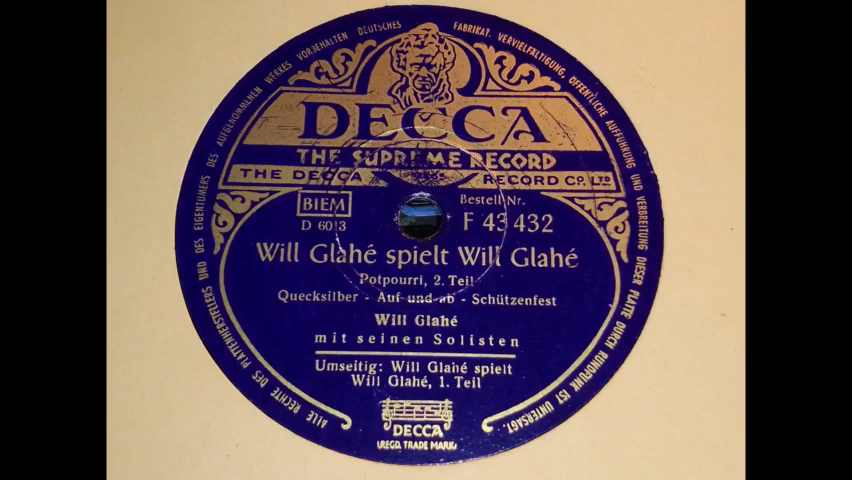 ALLE RECHTE DES PLATTENHERSTELLERS UND DES EIGENTUMERS DES AUFGENOMMENEN WERKES VORBEHALTEN DEUTSCHES FABRIKAT. VERVIELFÄLTIGUNG, ÖFFENTLICHE AUFFÜHRUNG UND VERBREITUNG DIESER PLATTE DURCH RUNDFUNK IST UNTERSAGT.
DECCA
THE SUPREME RECORD
THE DECCA RECORD CO. LTD
BIEM
D 6013
Bestell-Nr.
F 43 432
Will Glahé spielt Will Glahé
Potpourri, 2. Teil
Quecksilber - Auf und ab - Schützenfest
Will Glahé
mit seinen Solisten
Umseitig: Will Glahé spielt
Will Glahé, 1. Teil
DECCA
(REGD. TRADE MARK)